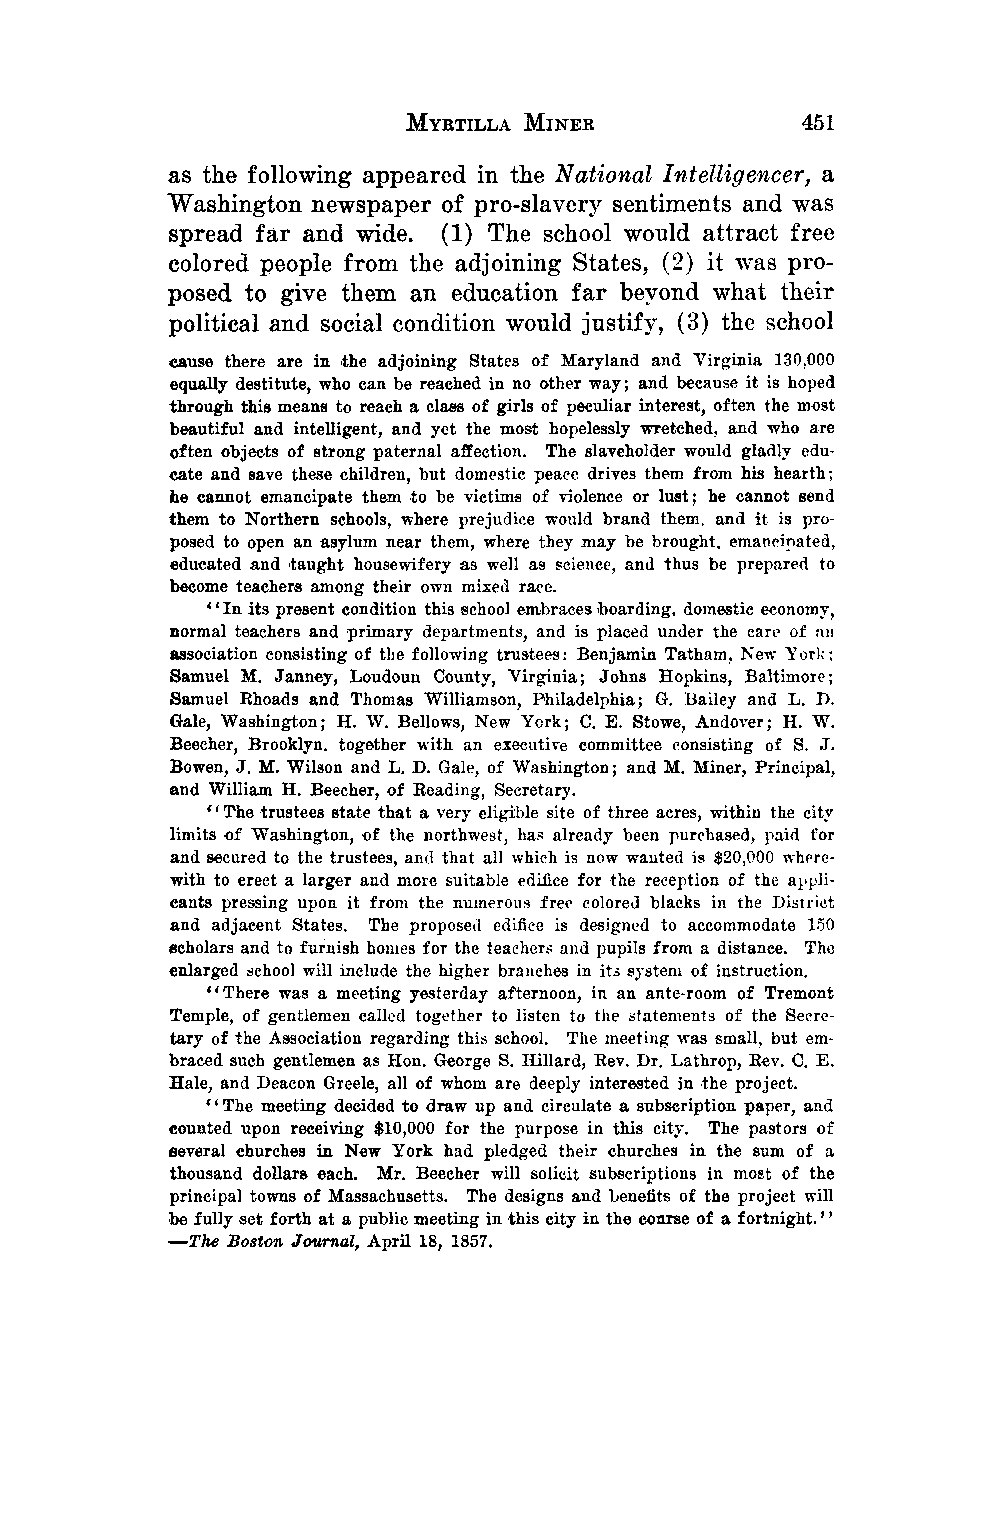 MYRTILLA MINER 451
as the following appeared in the National Intelligencer, a
Washington newspaper of pro-slavery sentiments and was
spread far and wide. (1) The school would attract free
colored people from the adjoining States, (2) it was pro-
posed to give them an education far beyond what their
political and social condition would justify, (3) the school
cause there are in the adjoining States of Maryland and Virginia 130,000
equally destitute, who can be reached in no other way; and because it is hoped
through this means to reach a class of girls of peculiar interest, often the most
beautiful and intelligent, and yet the most hopelessly wretched, and who are
often objects of strong paternal affection. The slaveholder would gladly edu-
cate and save these children, but domestic peace drives them from his hearth;
he cannot emancipate them to be victims of violence or lust; he cannot send
them to Northern schools, where prejudice would brand them, and it is pro-
posed to open an asylum near them, where they may be brought, emancipated,
educated and taught housewifery as well as science, and thus be prepared to
become teachers among their own mixed race.
"In its present condition this school embraces boarding, domestic economy,
normal teachers and primary departments, and is placed under the care of an
association consisting of the following trustees: Benjamin Tatham, New York;
Samuel M. Janney, Loudoun County, Virginia; Johns Hopkins, Baltimore;
Samuel Rhoads and Thomas Williamson, Philadelphia; G. Bailey and L. D.
Gale, Washington; H. W. Bellows, New York; C. E. Stowe, Andover; H. W.
Beecher, Brooklyn, together with an executive committee consisting of S. J.
Bowen, J. M. Wilson and L. D. Gale, of Washington; and M. Miner, Principal,
and William H. Beecher, of Reading, Secretary.
"The trustees state that a very eligible site of three acres, within the city
limits of Washington, of the northwest, has already been purchased, paid for
and secured to the trustees, and that all which is now wanted is $20,000 where-
with to erect a larger and more suitable edifice for the reception of the appli-
cants pressing upon it from the numerous free colored blacks in the District
and adjacent States. The proposed edifice is designed to accommodate 150
scholars and to furnish homes for the teachers and pupils from a distance. The
enlarged school will include the higher branches in its system of instruction.
"There was a meeting yesterday afternoon, in an ante-room of Tremont
Temple, of gentlemen called together to listen to the statements of the Secre-
tary of the Association regarding this school. The meeting was small, but em-
braced such gentlemen as Hon. George S. Hillard, Rev. Dr. Lathrop, Rev. C. E.
Hale, and Deacon Greele, all of whom are deeply interested in the project.
"The meeting decided to draw up and circulate a subscription paper, and
counted upon receiving $10,000 for the purpose in this city. The pastors of
several churches in New York had pledged their churches in the sum of a
thousand dollars each. Mr. Beecher will solicit subscriptions in most of the
principal towns of Massachusetts. The designs and benefits of the project will
be fully set forth at a public meeting in this city in the course of a fortnight."
—The Boston Journal, April 18, 1857.